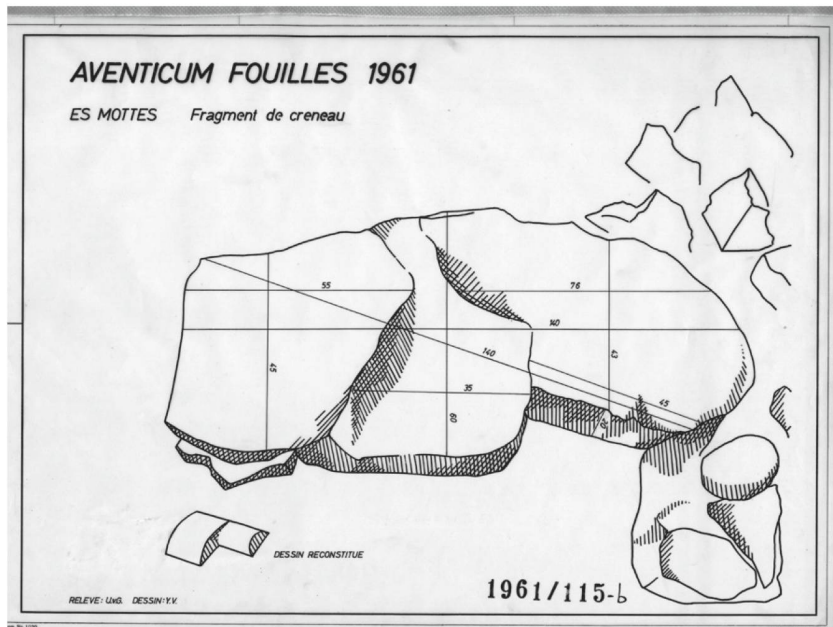 AVENTICUM FOUILLES 1961
ES MOTTES Fragment de creneau
55
76
140
140
45
43
35
45
60
20
DESSIN RECONSTITUE
1961/115-b
RELEVE: U.G. DESSIN: Y.V.